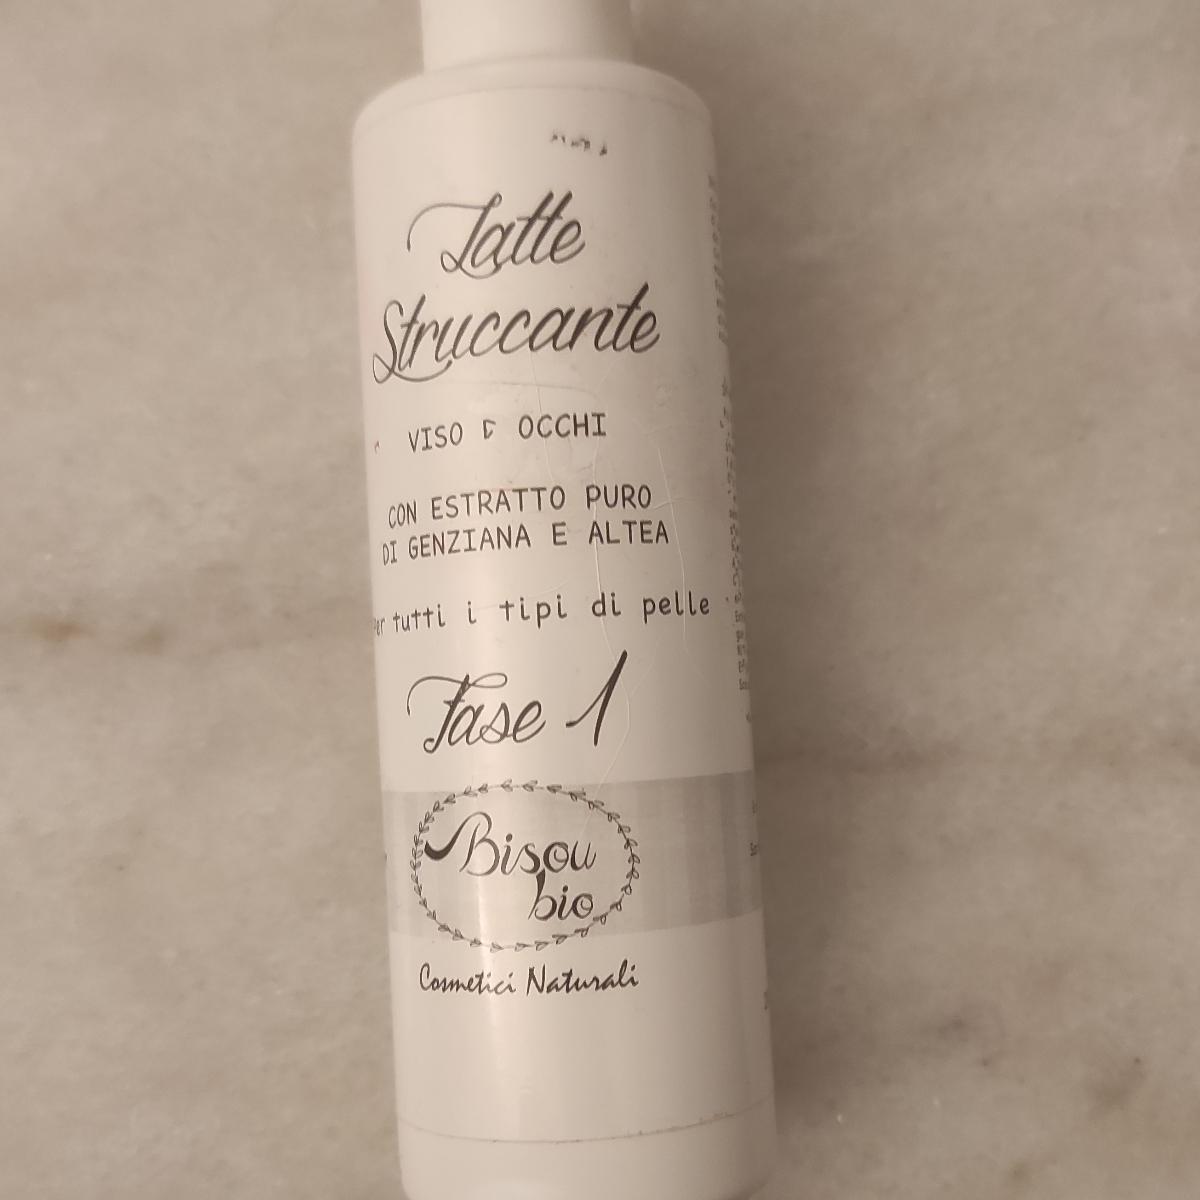 Latte
Struccante
VISO E OCCHI
CON ESTRATTO PURO
DI GENZIANA E ALTEA
Per tutti i tipi di pelle
Fase 1
Bisou
bio
Cosmetici Naturali